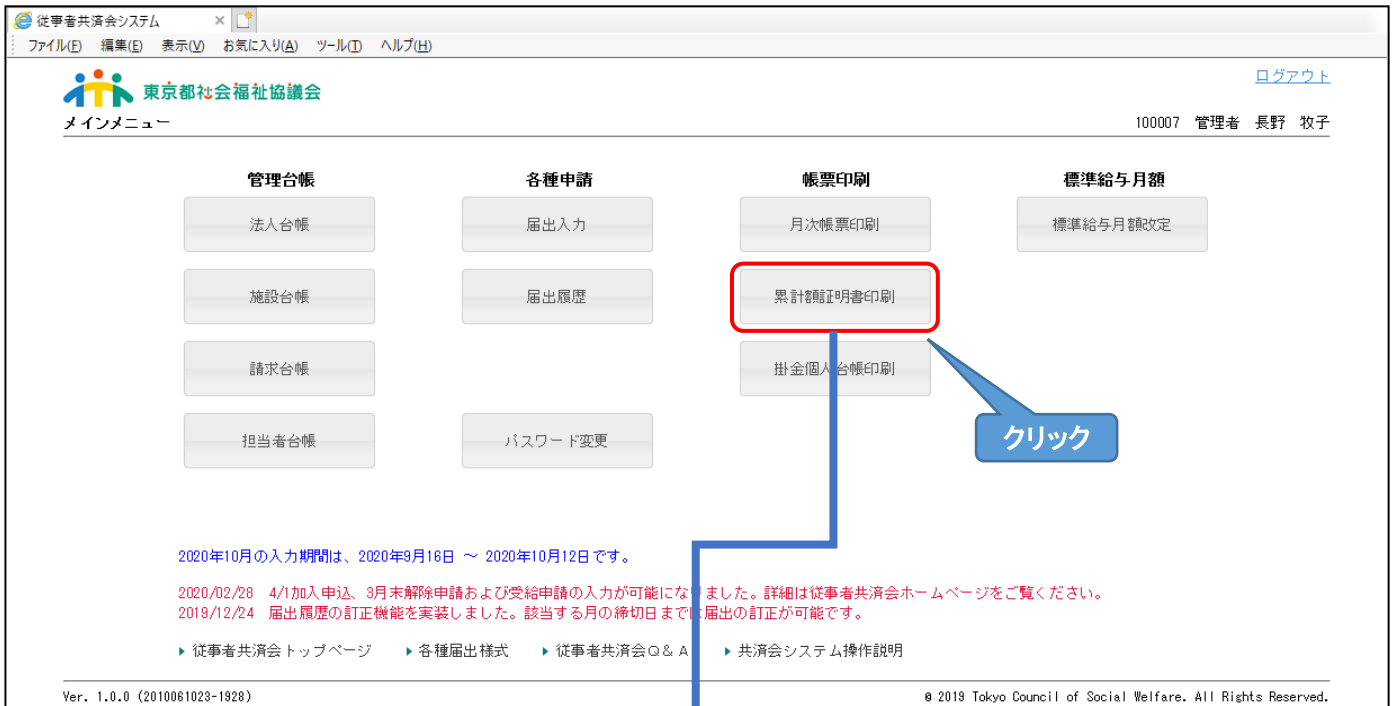 従事者共済会システム
ファイル(F) 編集(E) 表示(V) お気に入り(A) ツール(T) ヘルプ(H)
東京都社会福祉協議会
ログアウト
メインメニュー
100007 管理者 長野 牧子
管理台帳 各種申請 帳票印刷 標準給与月額
法人台帳 届出入力 月次帳票印刷 標準給与月額改定
施設台帳 届出履歴 累計額証明書印刷
請求台帳 掛金個人台帳印刷
担当者台帳 パスワード変更
クリック
2020年10月の入力期間は、2020年9月16日 ～ 2020年10月12日です。
2020/02/28 4/1加入申込、3月末解除申請および受給申請の入力が可能になりました。詳細は従事者共済会ホームページをご覧ください。
2019/12/24 届出履歴の訂正機能を実装しました。該当する月の締切日までは届出の訂正が可能です。
従事者共済会トップページ 各種届出様式 従事者共済会Q＆A 共済会システム操作説明
Ver. 1.0.0 (2010061023-1928)
© 2019 Tokyo Council of Social Welfare. All Rights Reserved.